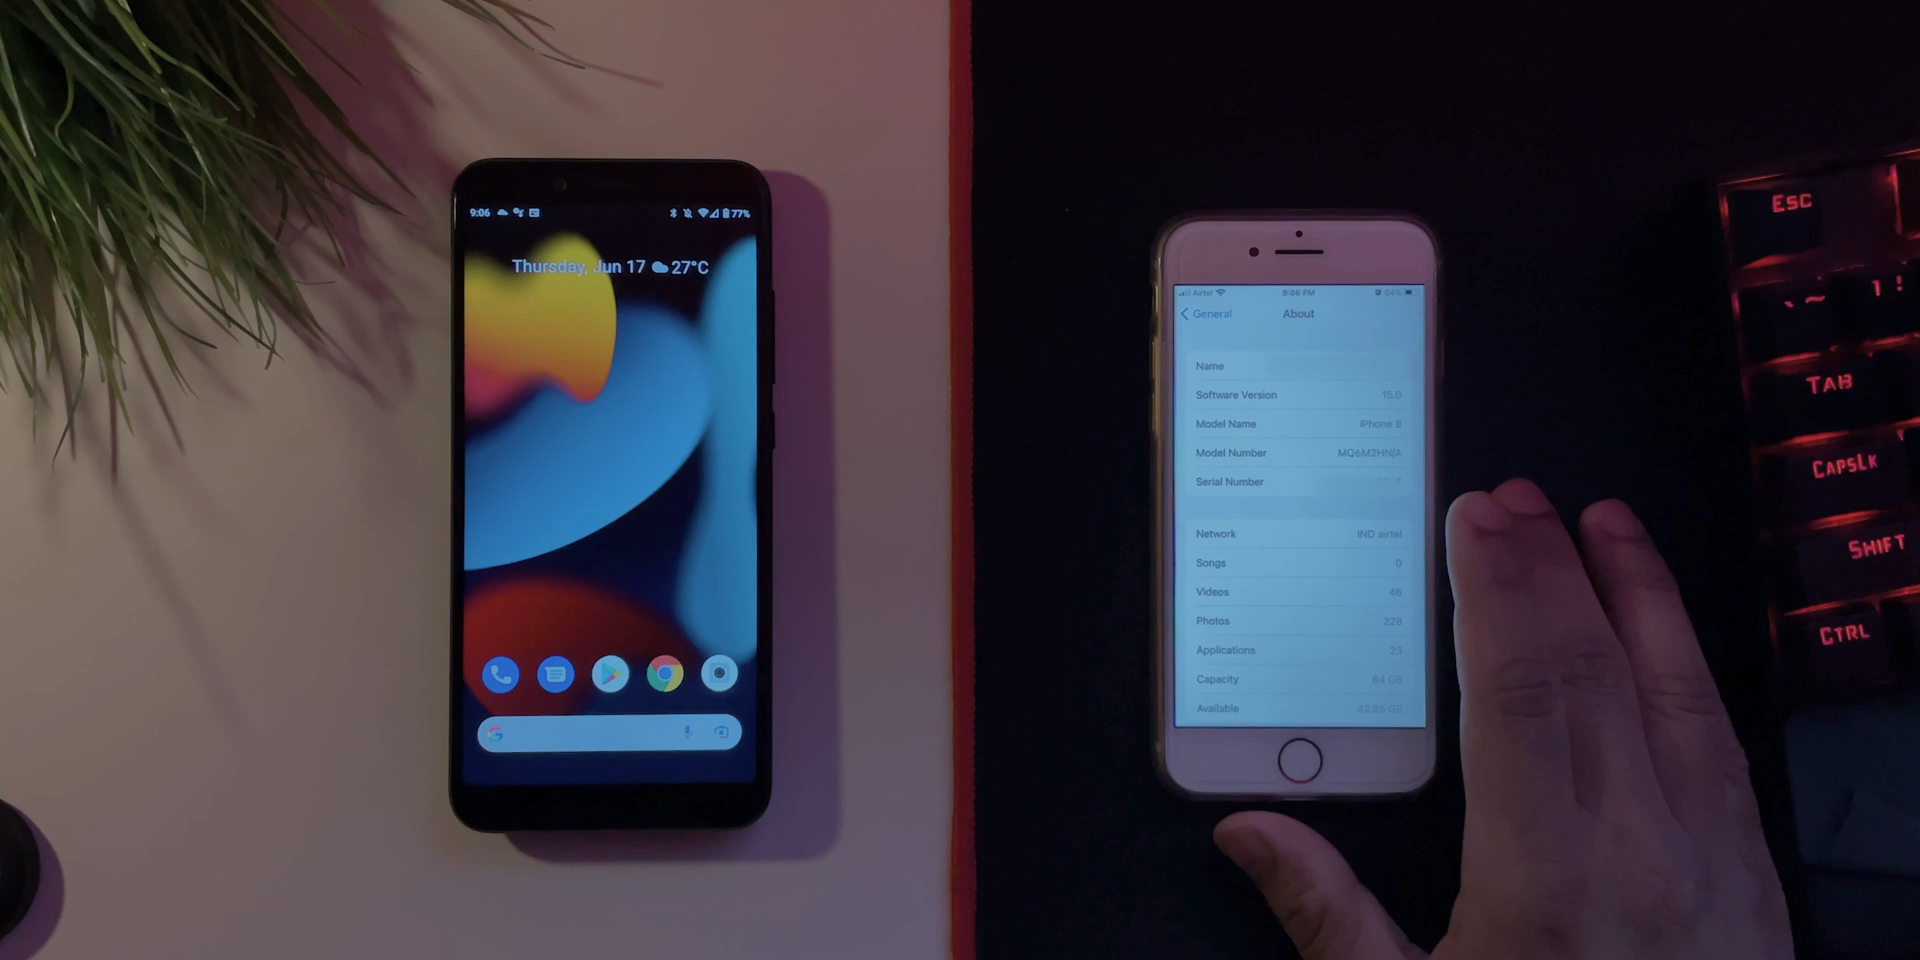 9:06
77%
Thursday, Jun 17 27°C
G
Airtel
9:06 PM
64%
General
About
Name
Software Version 15.0
Model Name iPhone 8
Model Number MQ6M2HN/A
Serial Number
Network IND airtel
Songs 0
Videos 46
Photos 228
Applications 23
Capacity 64 GB
Available
Esc
` ~
1 !
Tab
CapsLk
Shift
Ctrl